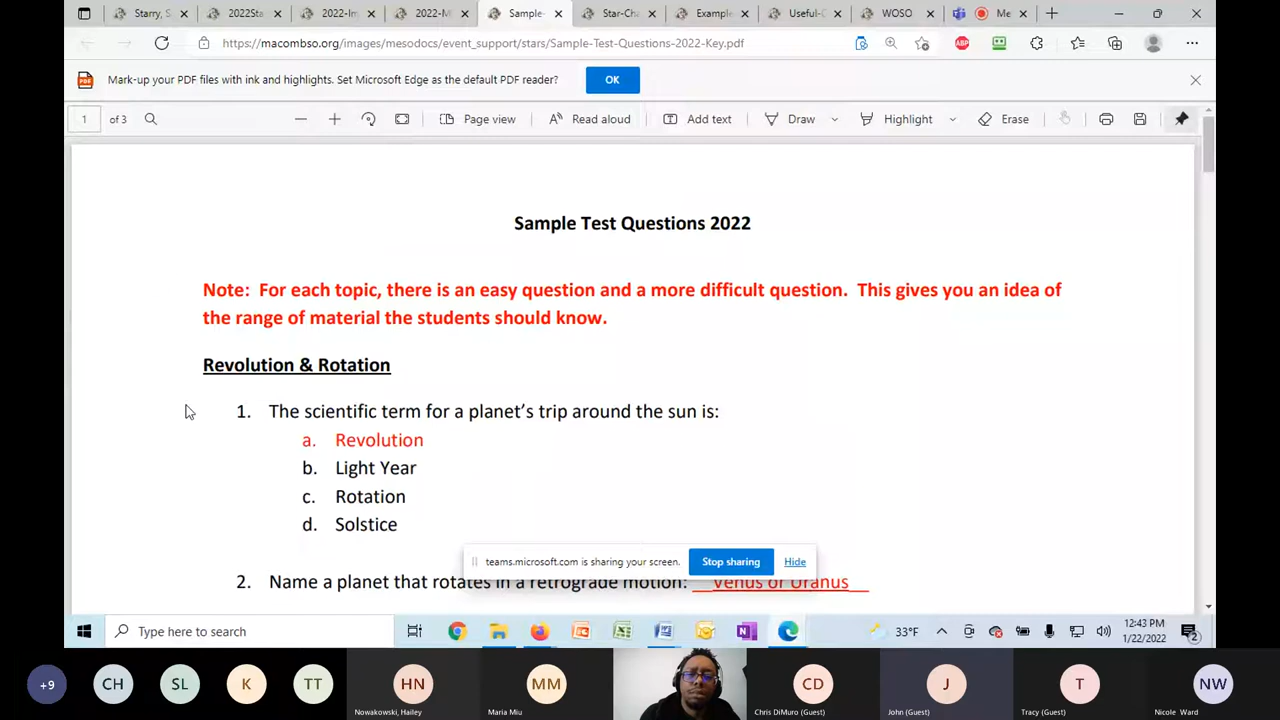 Starry, S
2022Sta
2022-Im
2022-M
Sample-
Star-Cha
Example
Useful-C
WOSO
Me
https://macombso.org/images/mesodocs/event_support/stars/Sample-Test-Questions-2022-Key.pdf
ABP
PDF
Mark-up your PDF files with ink and highlights. Set Microsoft Edge as the default PDF reader?
OK
1 of 3
Page view
Read aloud
Add text
Draw
Highlight
Erase
Sample Test Questions 2022
Note: For each topic, there is an easy question and a more difficult question. This gives you an idea of
the range of material the students should know.
Revolution & Rotation
1. The scientific term for a planet's trip around the sun is:
a. Revolution
b. Light Year
c. Rotation
d. Solstice
teams.microsoft.com is sharing your screen.
Stop sharing
Hide
2. Name a planet that rotates in a retrograde motion: __Venus or Uranus__
Type here to search
33°F
12:43 PM
1/22/2022
2
+9
CH
SL
K
TT
HN
MM
CD
J
T
NW
Nowakowski, Hailey
Maria Miu
Chris DiMuro (Guest)
John (Guest)
Tracy (Guest)
Nicole Ward